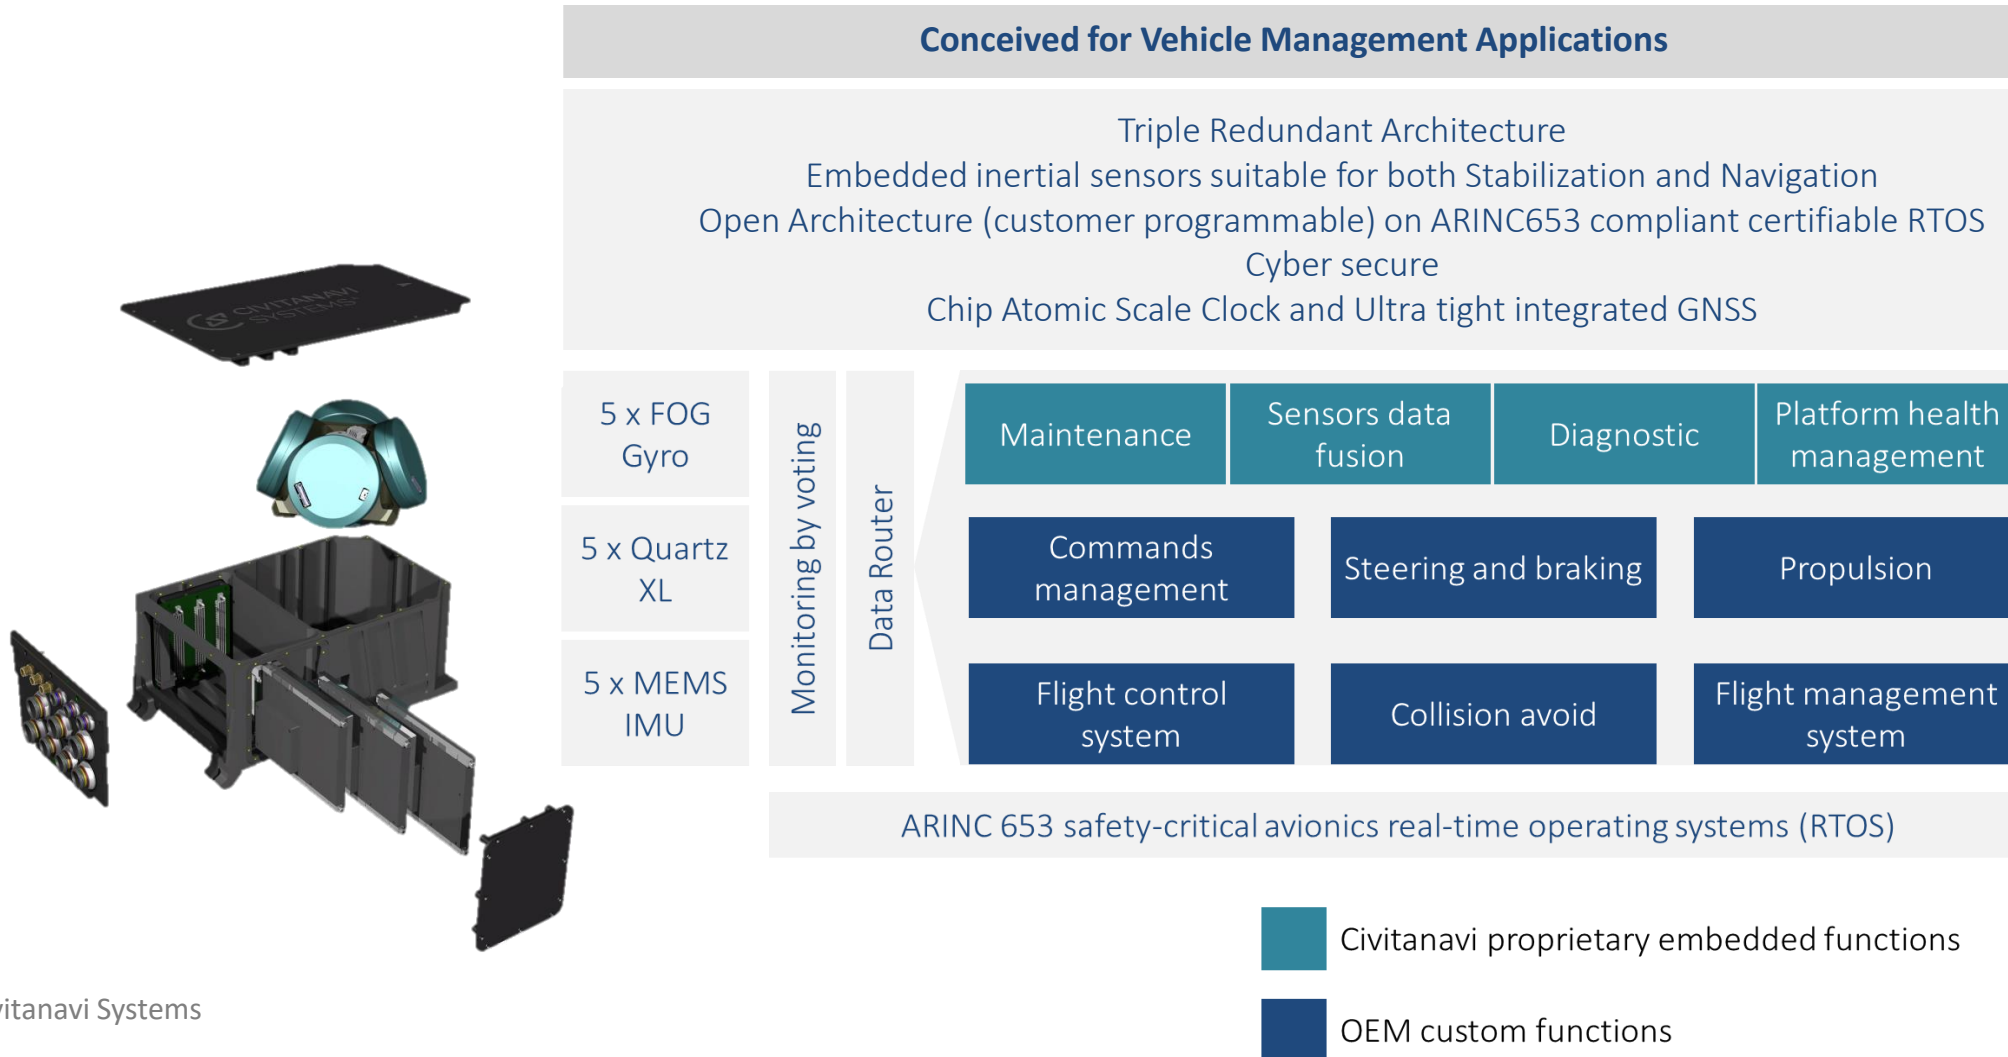 Conceived for Vehicle Management Applications
Triple Redundant Architecture
Embedded inertial sensors suitable for both Stabilization and Navigation
Open Architecture (customer programmable) on ARINC653 compliant certifiable RTOS
Cyber secure
Chip Atomic Scale Clock and Ultra tight integrated GNSS
CIVITANAVI
SYSTEMS
5 x FOG
Gyro
5 x Quartz
XL
5 x MEMS
IMU
Monitoring by voting
Data Router
Maintenance
Sensors data
fusion
Diagnostic
Platform health
management
Commands
management
Steering and braking
Propulsion
Flight control
system
Collision avoid
Flight management
system
ARINC 653 safety-critical avionics real-time operating systems (RTOS)
Civitanavi proprietary embedded functions
OEM custom functions
vitanavi Systems